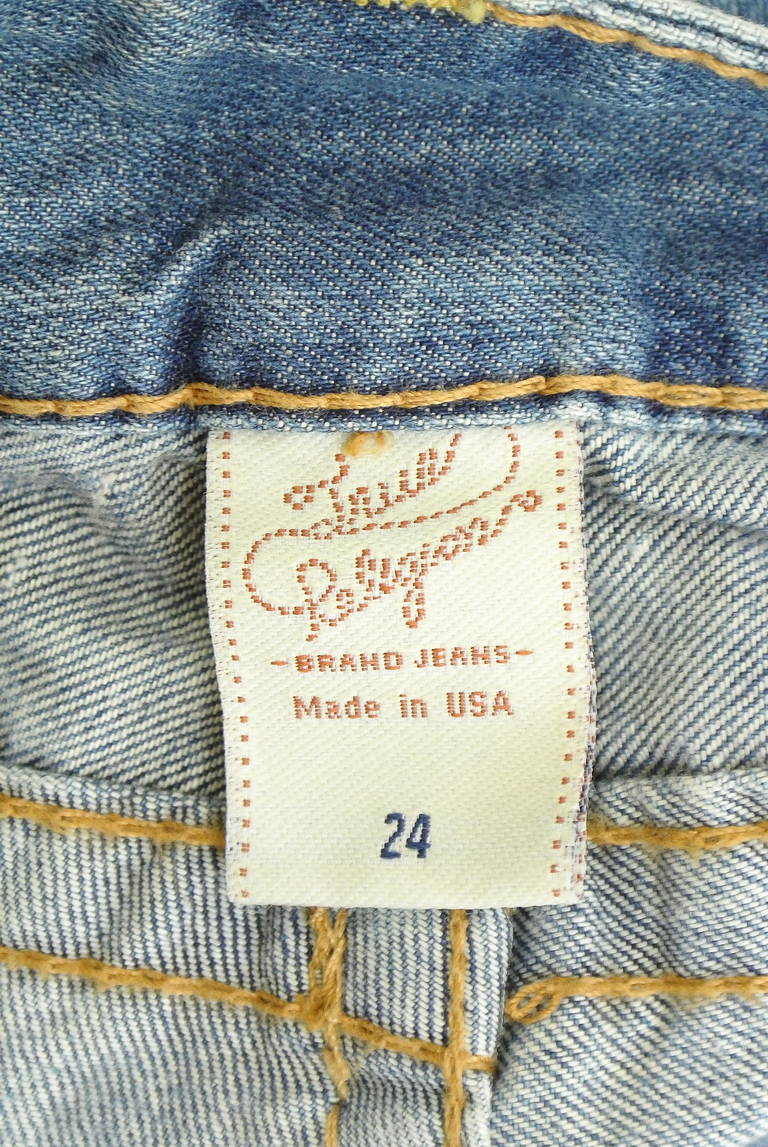 True
Religion
-BRAND JEANS-
Made in USA
24